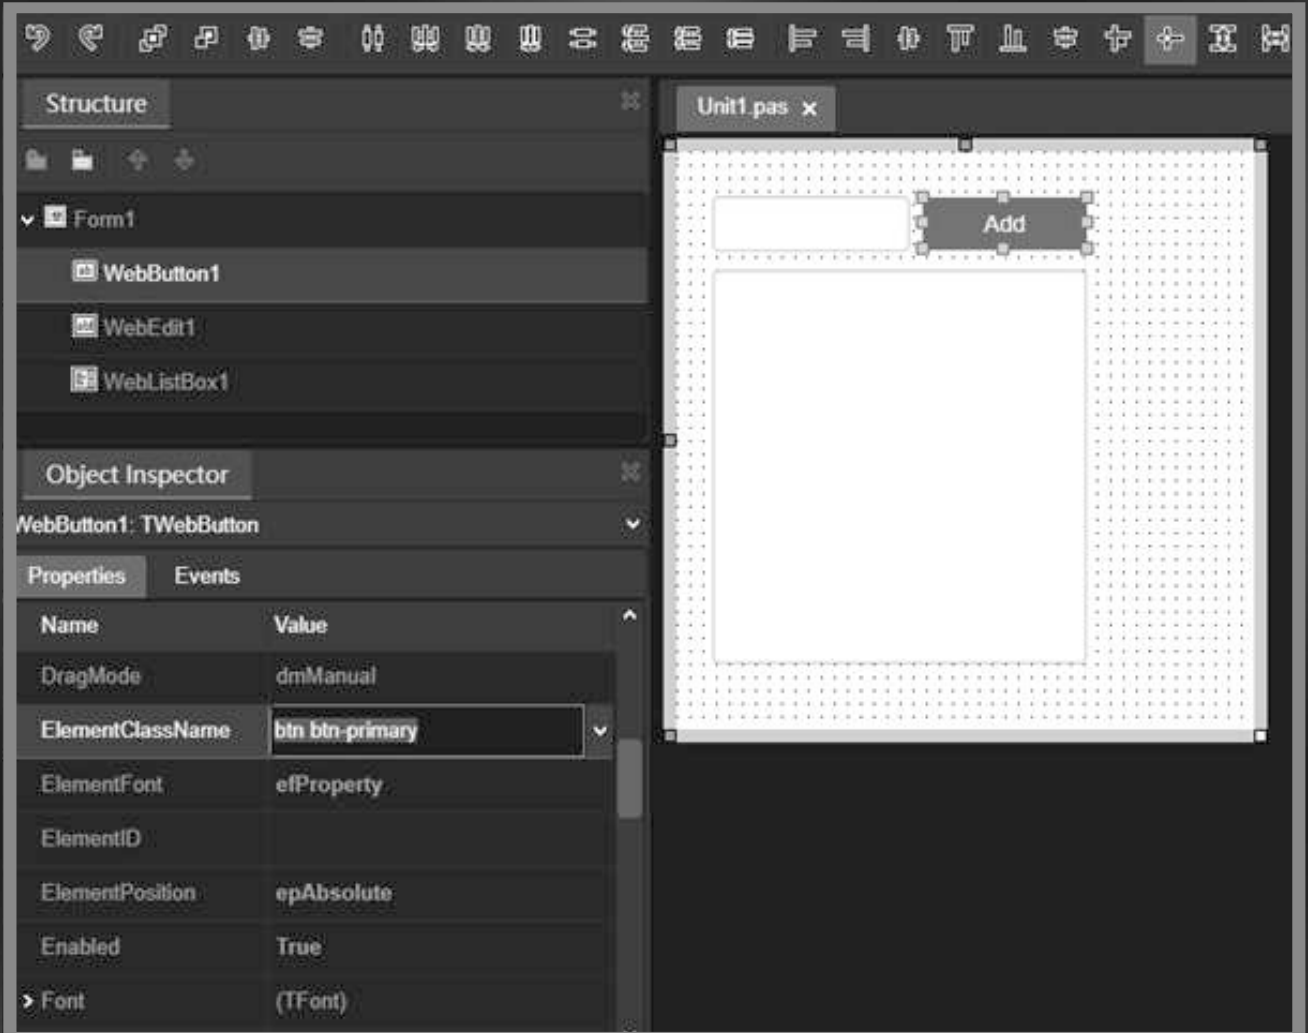 Structure
Form1
WebButton1
WebEdit1
WebListBox1
Object Inspector
WebButton1: TWebButton
Properties Events
Name Value
DragMode dmManual
ElementClassName btn btn-primary
ElementFont efProperty
ElementID
ElementPosition epAbsolute
Enabled True
Font (TFont)
Unit1.pas
Add